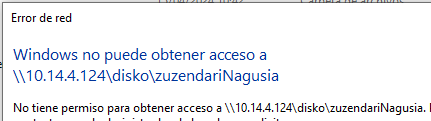 Error de red
Windows no puede obtener acceso a
\\10.14.4.124\disko\zuzendariNagusia
No tiene permiso para obtener acceso a \\10.14.4.124\disko\zuzendariNagusia.